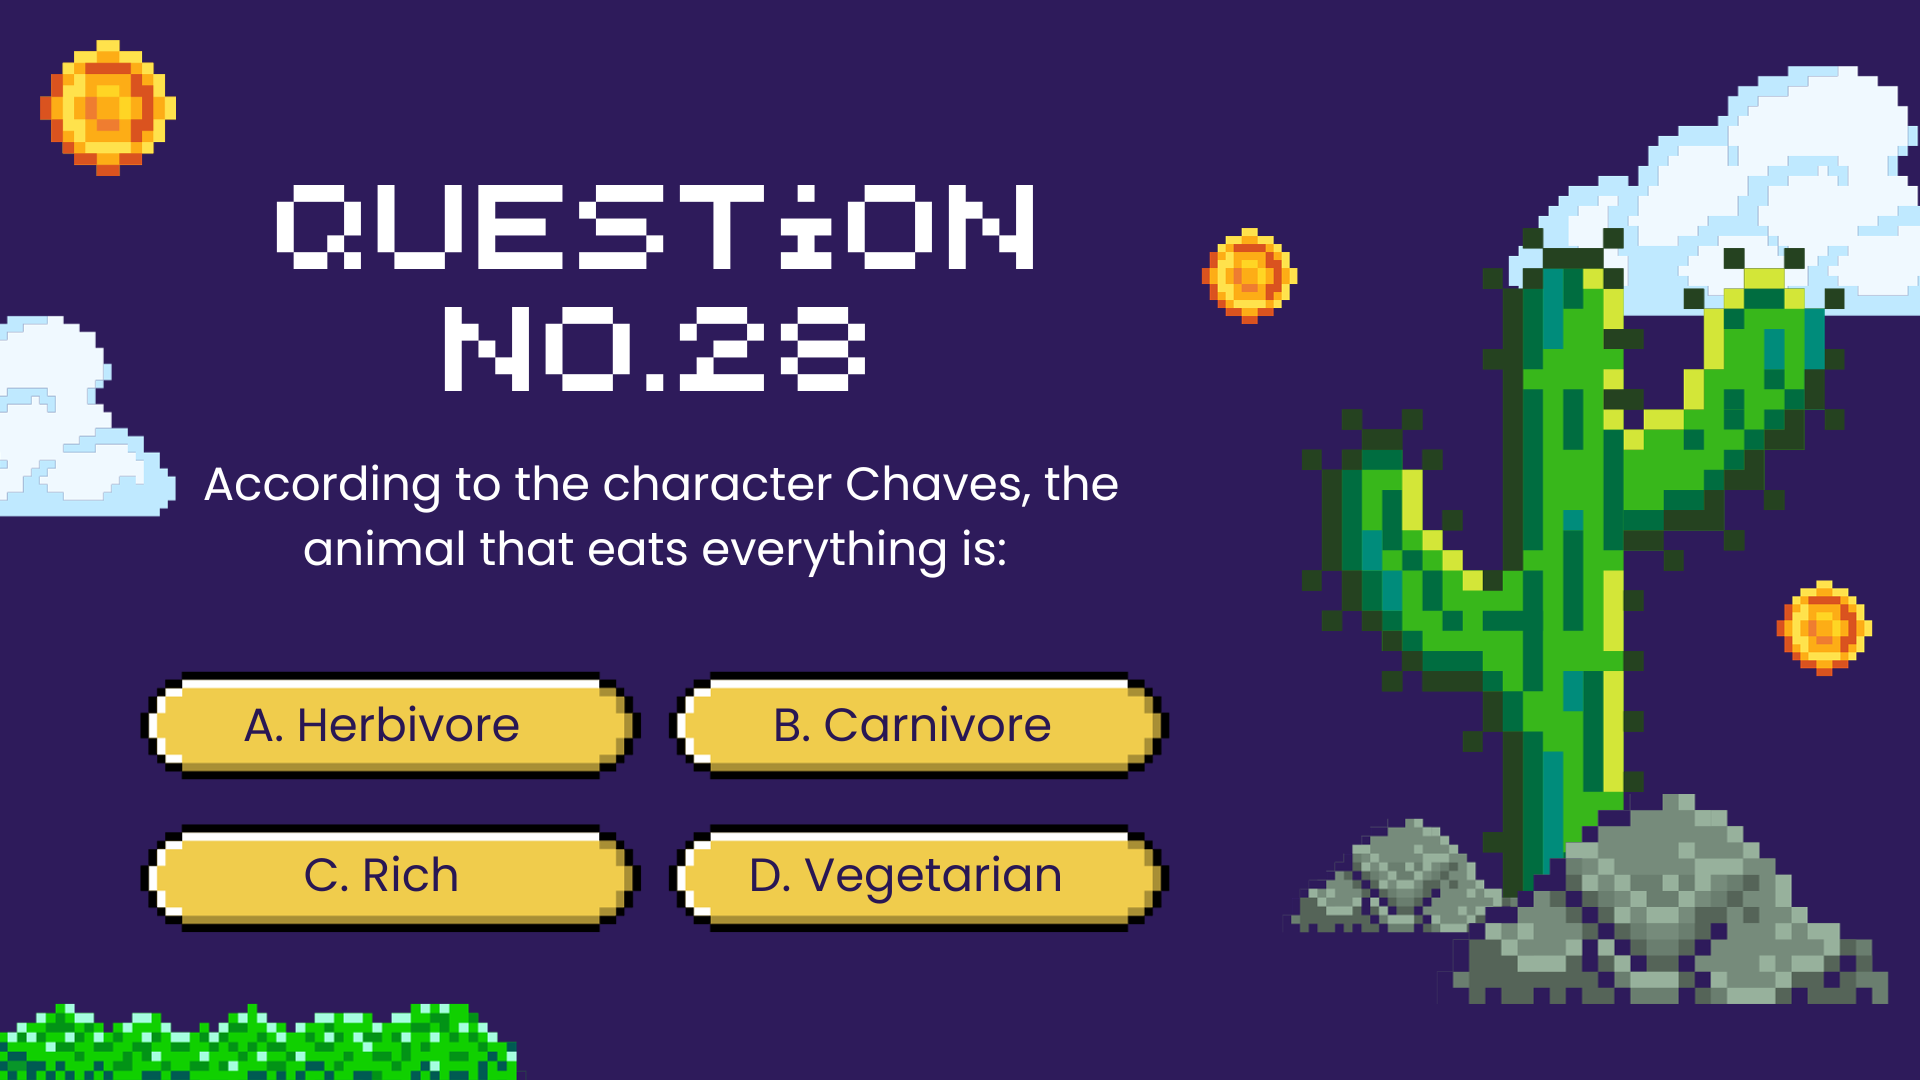 QUESTiON
NO.28
According to the character Chaves, the
animal that eats everything is:
A. Herbivore
B. Carnivore
C. Rich
D. Vegetarian